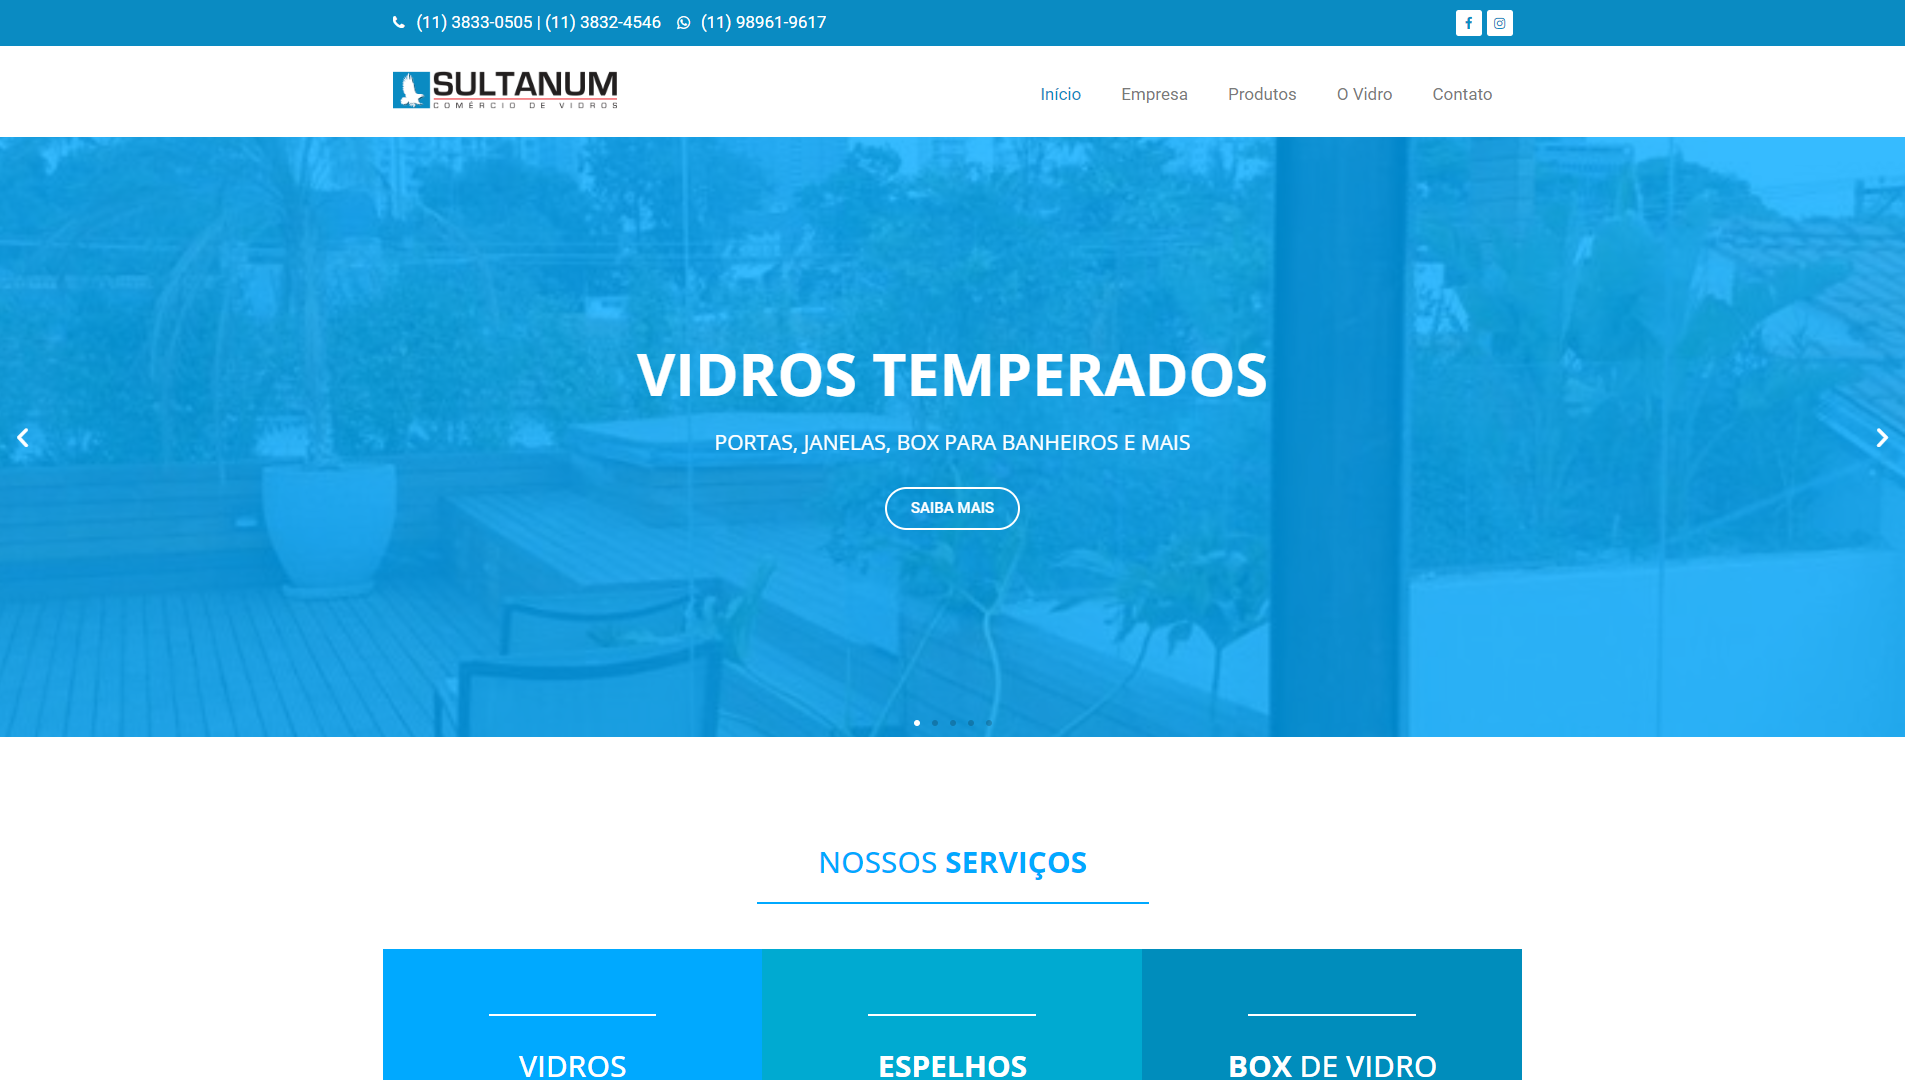 (11) 3833-0505 | (11) 3832-4546 (11) 98961-9617
SULTANUM
COMÉRCIO DE VIDROS
Início Empresa Produtos O Vidro Contato
VIDROS TEMPERADOS
PORTAS, JANELAS, BOX PARA BANHEIROS E MAIS
SAIBA MAIS
NOSSOS SERVIÇOS
VIDROS ESPELHOS BOX DE VIDRO